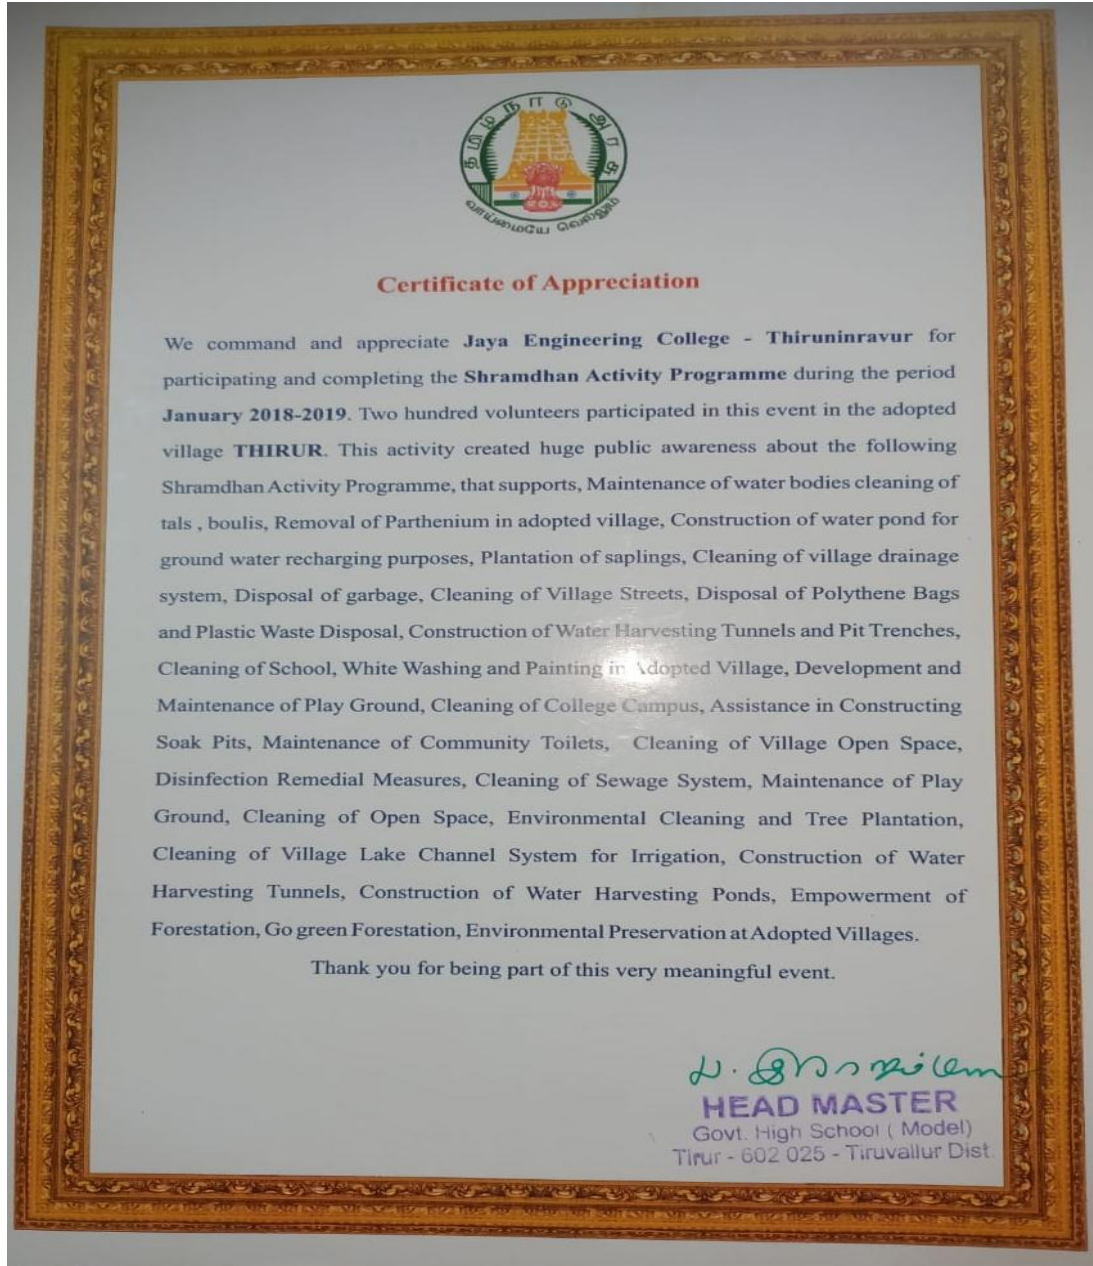 தமிழ்நாடு அரசு
வாய்மையே வெல்லும்
Certificate of Appreciation
We command and appreciate Jaya Engineering College - Thiruninravur for
participating and completing the Shramdhan Activity Programme during the period
January 2018-2019. Two hundred volunteers participated in this event in the adopted
village THIRUR. This activity created huge public awareness about the following
Shramdhan Activity Programme, that supports, Maintenance of water bodies cleaning of
tals , boulis, Removal of Parthenium in adopted village, Construction of water pond for
ground water recharging purposes, Plantation of saplings, Cleaning of village drainage
system, Disposal of garbage, Cleaning of Village Streets, Disposal of Polythene Bags
and Plastic Waste Disposal, Construction of Water Harvesting Tunnels and Pit Trenches,
Cleaning of School, White Washing and Painting in Adopted Village, Development and
Maintenance of Play Ground, Cleaning of College Campus, Assistance in Constructing
Soak Pits, Maintenance of Community Toilets, Cleaning of Village Open Space,
Disinfection Remedial Measures, Cleaning of Sewage System, Maintenance of Play
Ground, Cleaning of Open Space, Environmental Cleaning and Tree Plantation,
Cleaning of Village Lake Channel System for Irrigation, Construction of Water
Harvesting Tunnels, Construction of Water Harvesting Ponds, Empowerment of
Forestation, Go green Forestation, Environmental Preservation at Adopted Villages.
Thank you for being part of this very meaningful event.
HEAD MASTER
Govt. High School ( Model)
Tirur - 602 025 - Tiruvallur Dist.